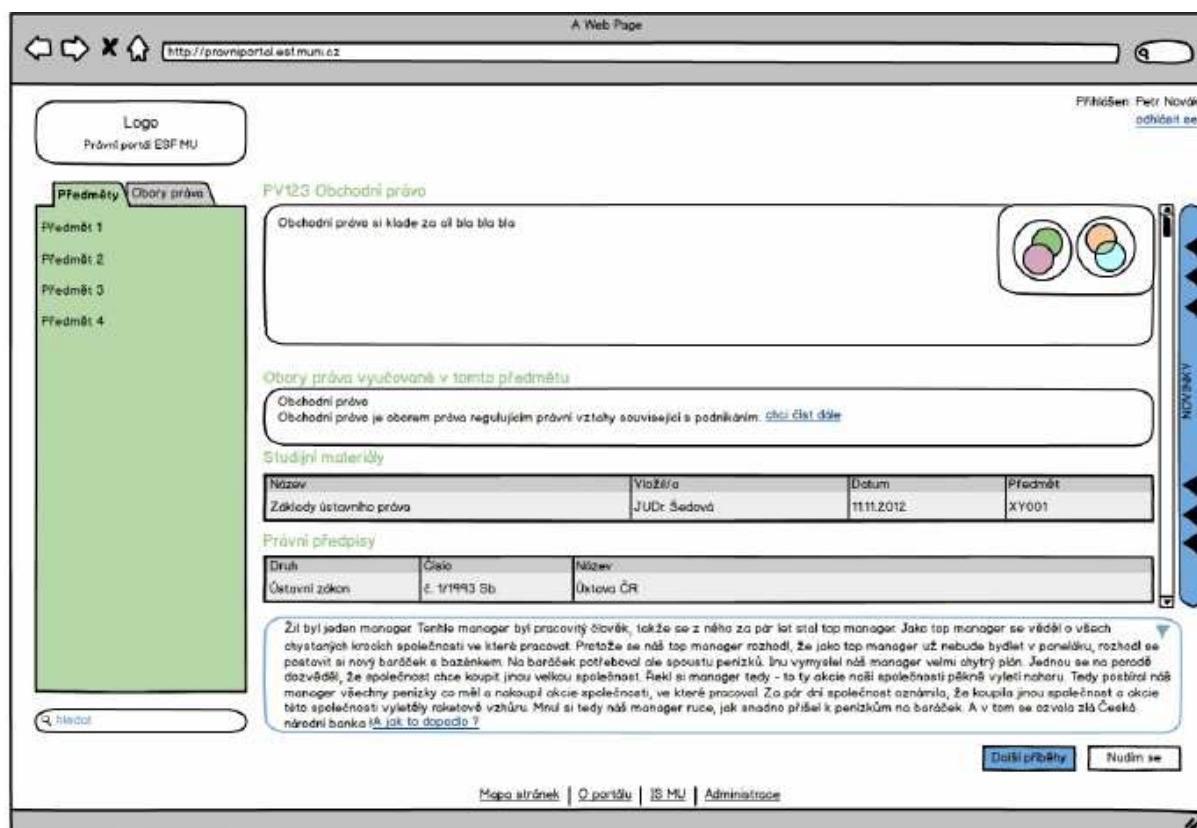 A Web Page
http://pravniportal.esf.muni.cz
Přihlášen: Petr Novák
odhlásit se
Logo
Právní portál ESF MU
Předměty
Obory práva
Předmět 1
Předmět 2
Předmět 3
Předmět 4
hledat
PV123 Obchodní právo
Obchodní právo si klade za cíl bla bla bla
Obory práva vyučované v tomto předmětu
Obchodní právo
Obchodní právo je oborem práva regulujícím právní vztahy související s podnikáním. chci číst dále
Studijní materiály
Název Vložil/a Datum Předmět
Základy ústavního práva JUDr. Šedová 11.11.2012 XY001
Právní předpisy
Druh Číslo Název
Ústavní zákon č. 1/1993 Sb. Úxtava ČR
NOVINKY
Žil byl jeden manager. Tenhle manager byl pracovitý člověk, takže se z něho za pár let stal top manager. Jako top manager se věděl o všech
chystaných krocích společnosti ve které pracoval. Protože se náš top manager rozhodl, že jako top manager už nebude bydlet v paneláku, rozhodl se
postavit si nový baráček s bazénkem. Na baráček potřeboval ale spoustu penízků. Inu vymyslel náš manager velmi chytrý plán. Jednou se na poradě
dozvěděl, že společnost chce koupit jinou velkou společnost. Řekl si manager tedy - to ty akcie naší společnosti pěkně vyletí nahoru. Tedy posbíral náš
manager všechny penízky co měl a nakoupil akcie společnosti, ve které pracoval. Za pár dní společnost oznámila, že koupila jinou společnost a akcie
této společnosti vyletěly raketově vzhůru. Mnul si tedy náš manager ruce, jak snadno přišel k penízkům na baráček. A v tom se ozvala zlá Česká
národní banka !A jak to dopadlo ?
Další příběhy
Nudím se
Mapa stránek | O portálu | IS MU | Administrace